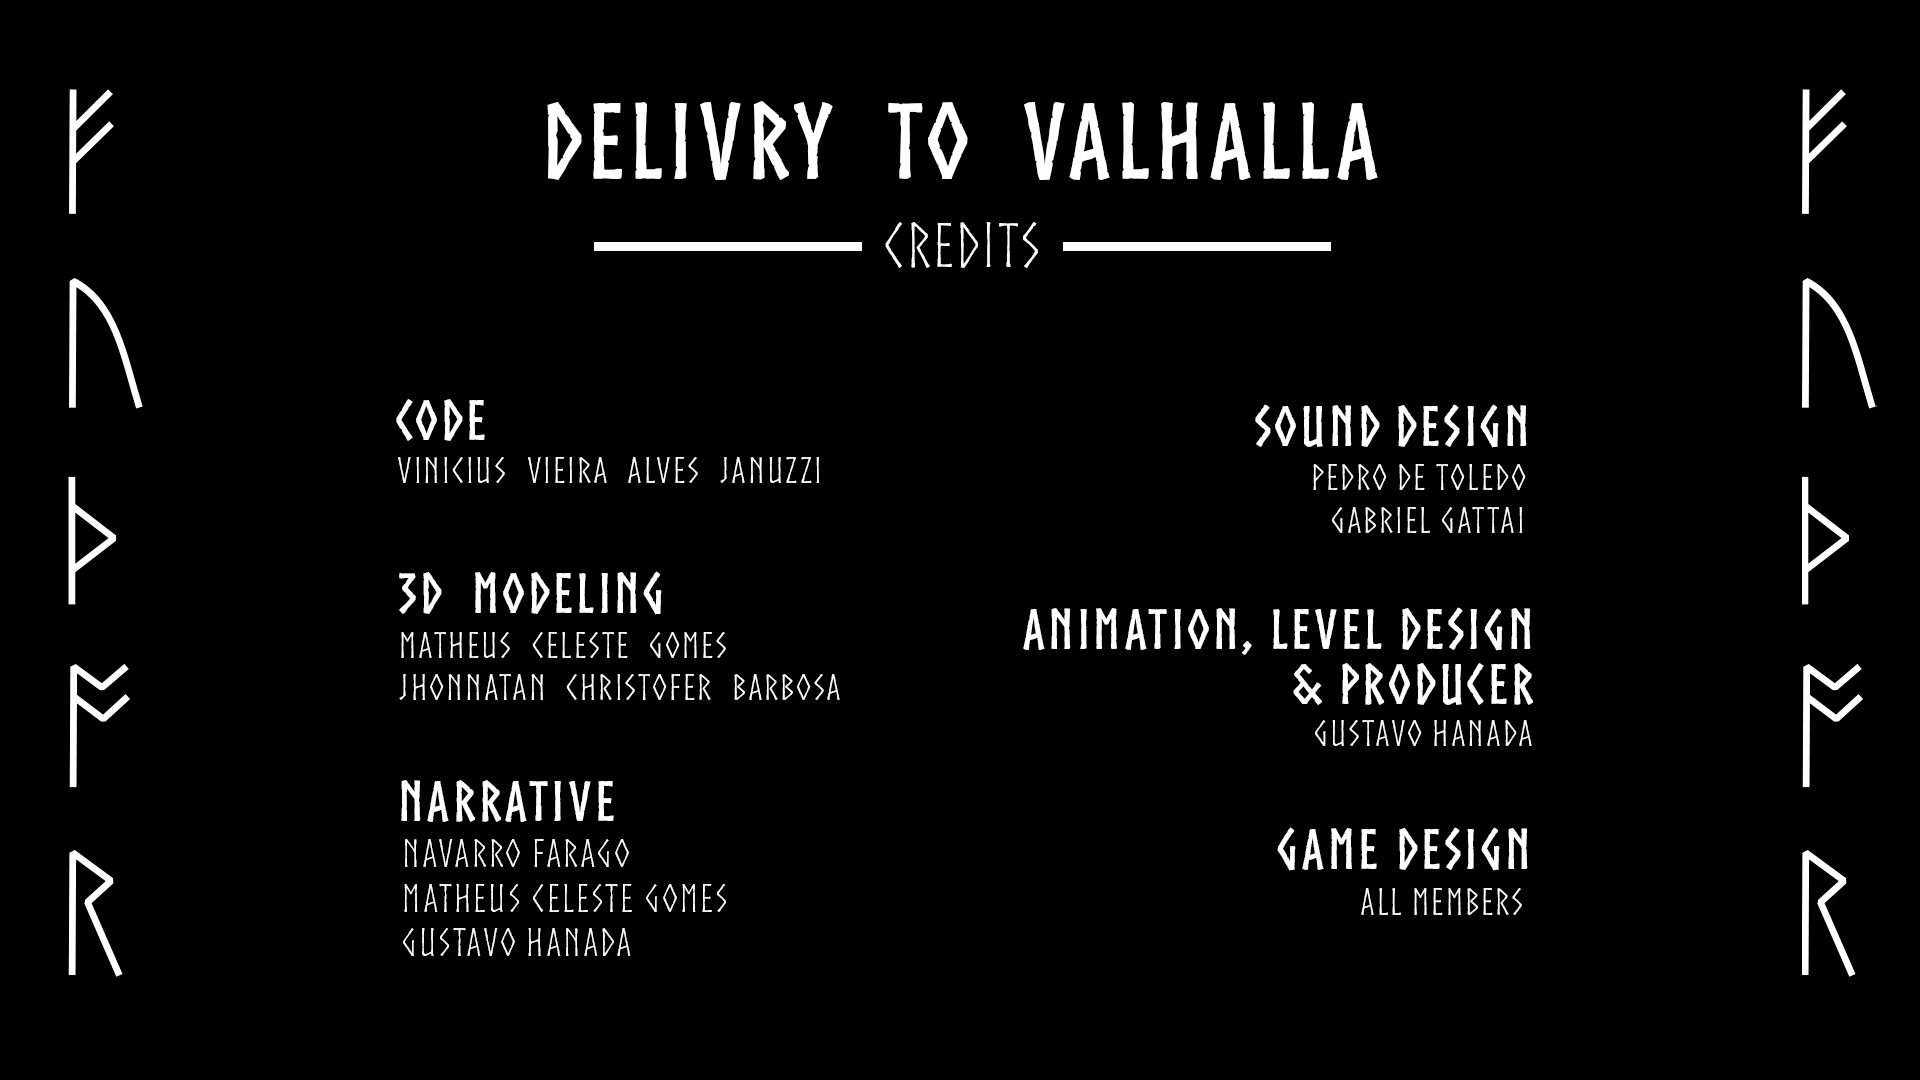 DELIVRY TO VALHALLA
CREDITS
CODE
VINICIUS VIEIRA ALVES JANUZZI
3D MODELING
MATHEUS CELESTE GOMES
JHONNATAN CHRISTOFER BARBOSA
NARRATIVE
NAVARRO FARAGO
MATHEUS CELESTE GOMES
GUSTAVO HANADA
SOUND DESIGN
PEDRO DE TOLEDO
GABRIEL GATTAI
ANIMATION, LEVEL DESIGN
& PRODUCER
GUSTAVO HANADA
GAME DESIGN
ALL MEMBERS
ᚠ
ᚢ
ᚦ
ᚩ
ᚱ
ᚠ
ᚢ
ᚦ
ᚩ
ᚱ